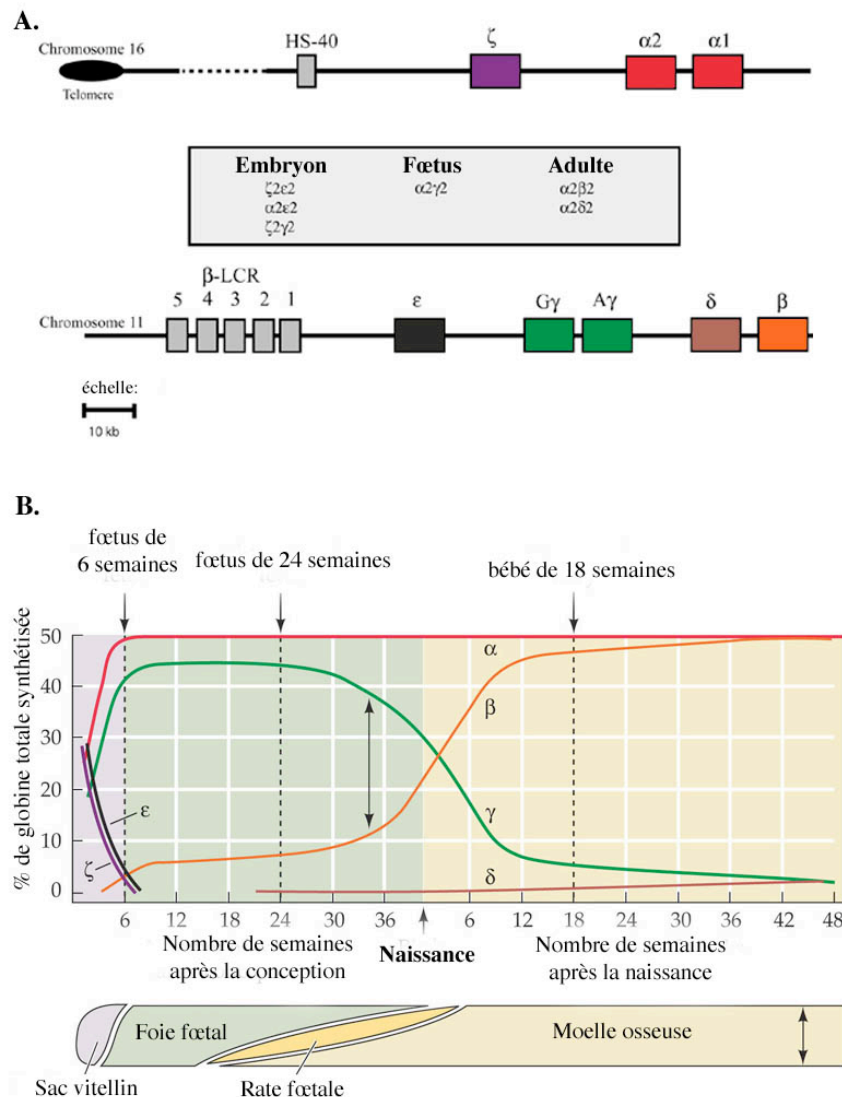 A.
Chromosome 16
Telomere
HS-40
ζ
α2
α1
Embryon Fœtus Adulte
ζ2ε2 α2γ2 α2β2
α2ε2 α2δ2
ζ2γ2
β-LCR
5 4 3 2 1
ε
Gγ
Aγ
δ
β
Chromosome 11
échelle:
10 kb
B.
fœtus de
6 semaines
fœtus de 24 semaines
bébé de 18 semaines
% de globine totale synthétisée
50
40
30
20
10
0
α
β
ε
γ
ζ
δ
6 12 18 24 30 36 6 12 18 24 30 36 42 48
Nombre de semaines
après la conception
Naissance
Nombre de semaines
après la naissance
Foie fœtal
Moelle osseuse
Sac vitellin
Rate fœtale